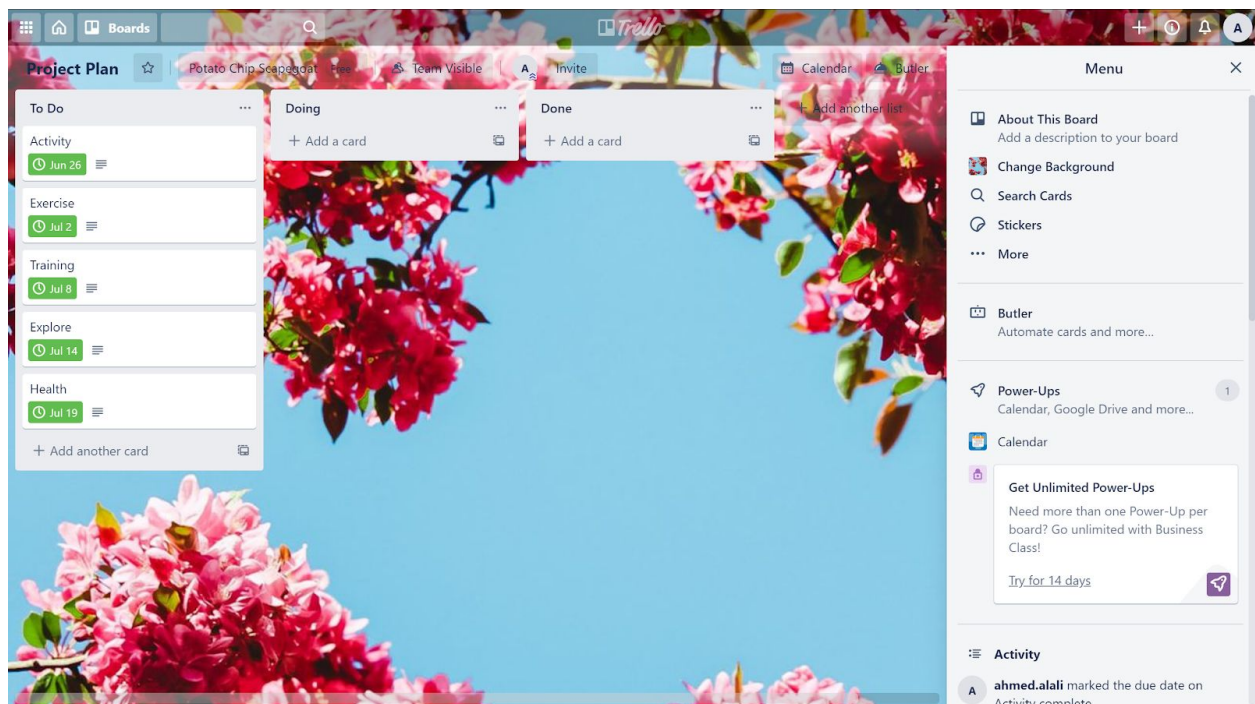 Boards
Trello
A
Project Plan
Potato Chip Scapegoat Free
Team Visible
A
Invite
Calendar
Butler
To Do
Activity
Jun 26
Exercise
Jul 2
Training
Jul 8
Explore
Jul 14
Health
Jul 19
+ Add another card
Doing
+ Add a card
Done
+ Add a card
+ Add another list
Menu
About This Board
Add a description to your board
Change Background
Search Cards
Stickers
More
Butler
Automate cards and more...
Power-Ups
1
Calendar, Google Drive and more...
Calendar
Get Unlimited Power-Ups
Need more than one Power-Up per
board? Go unlimited with Business
Class!
Try for 14 days
Activity
A
ahmed.alali marked the due date on
Activity complete